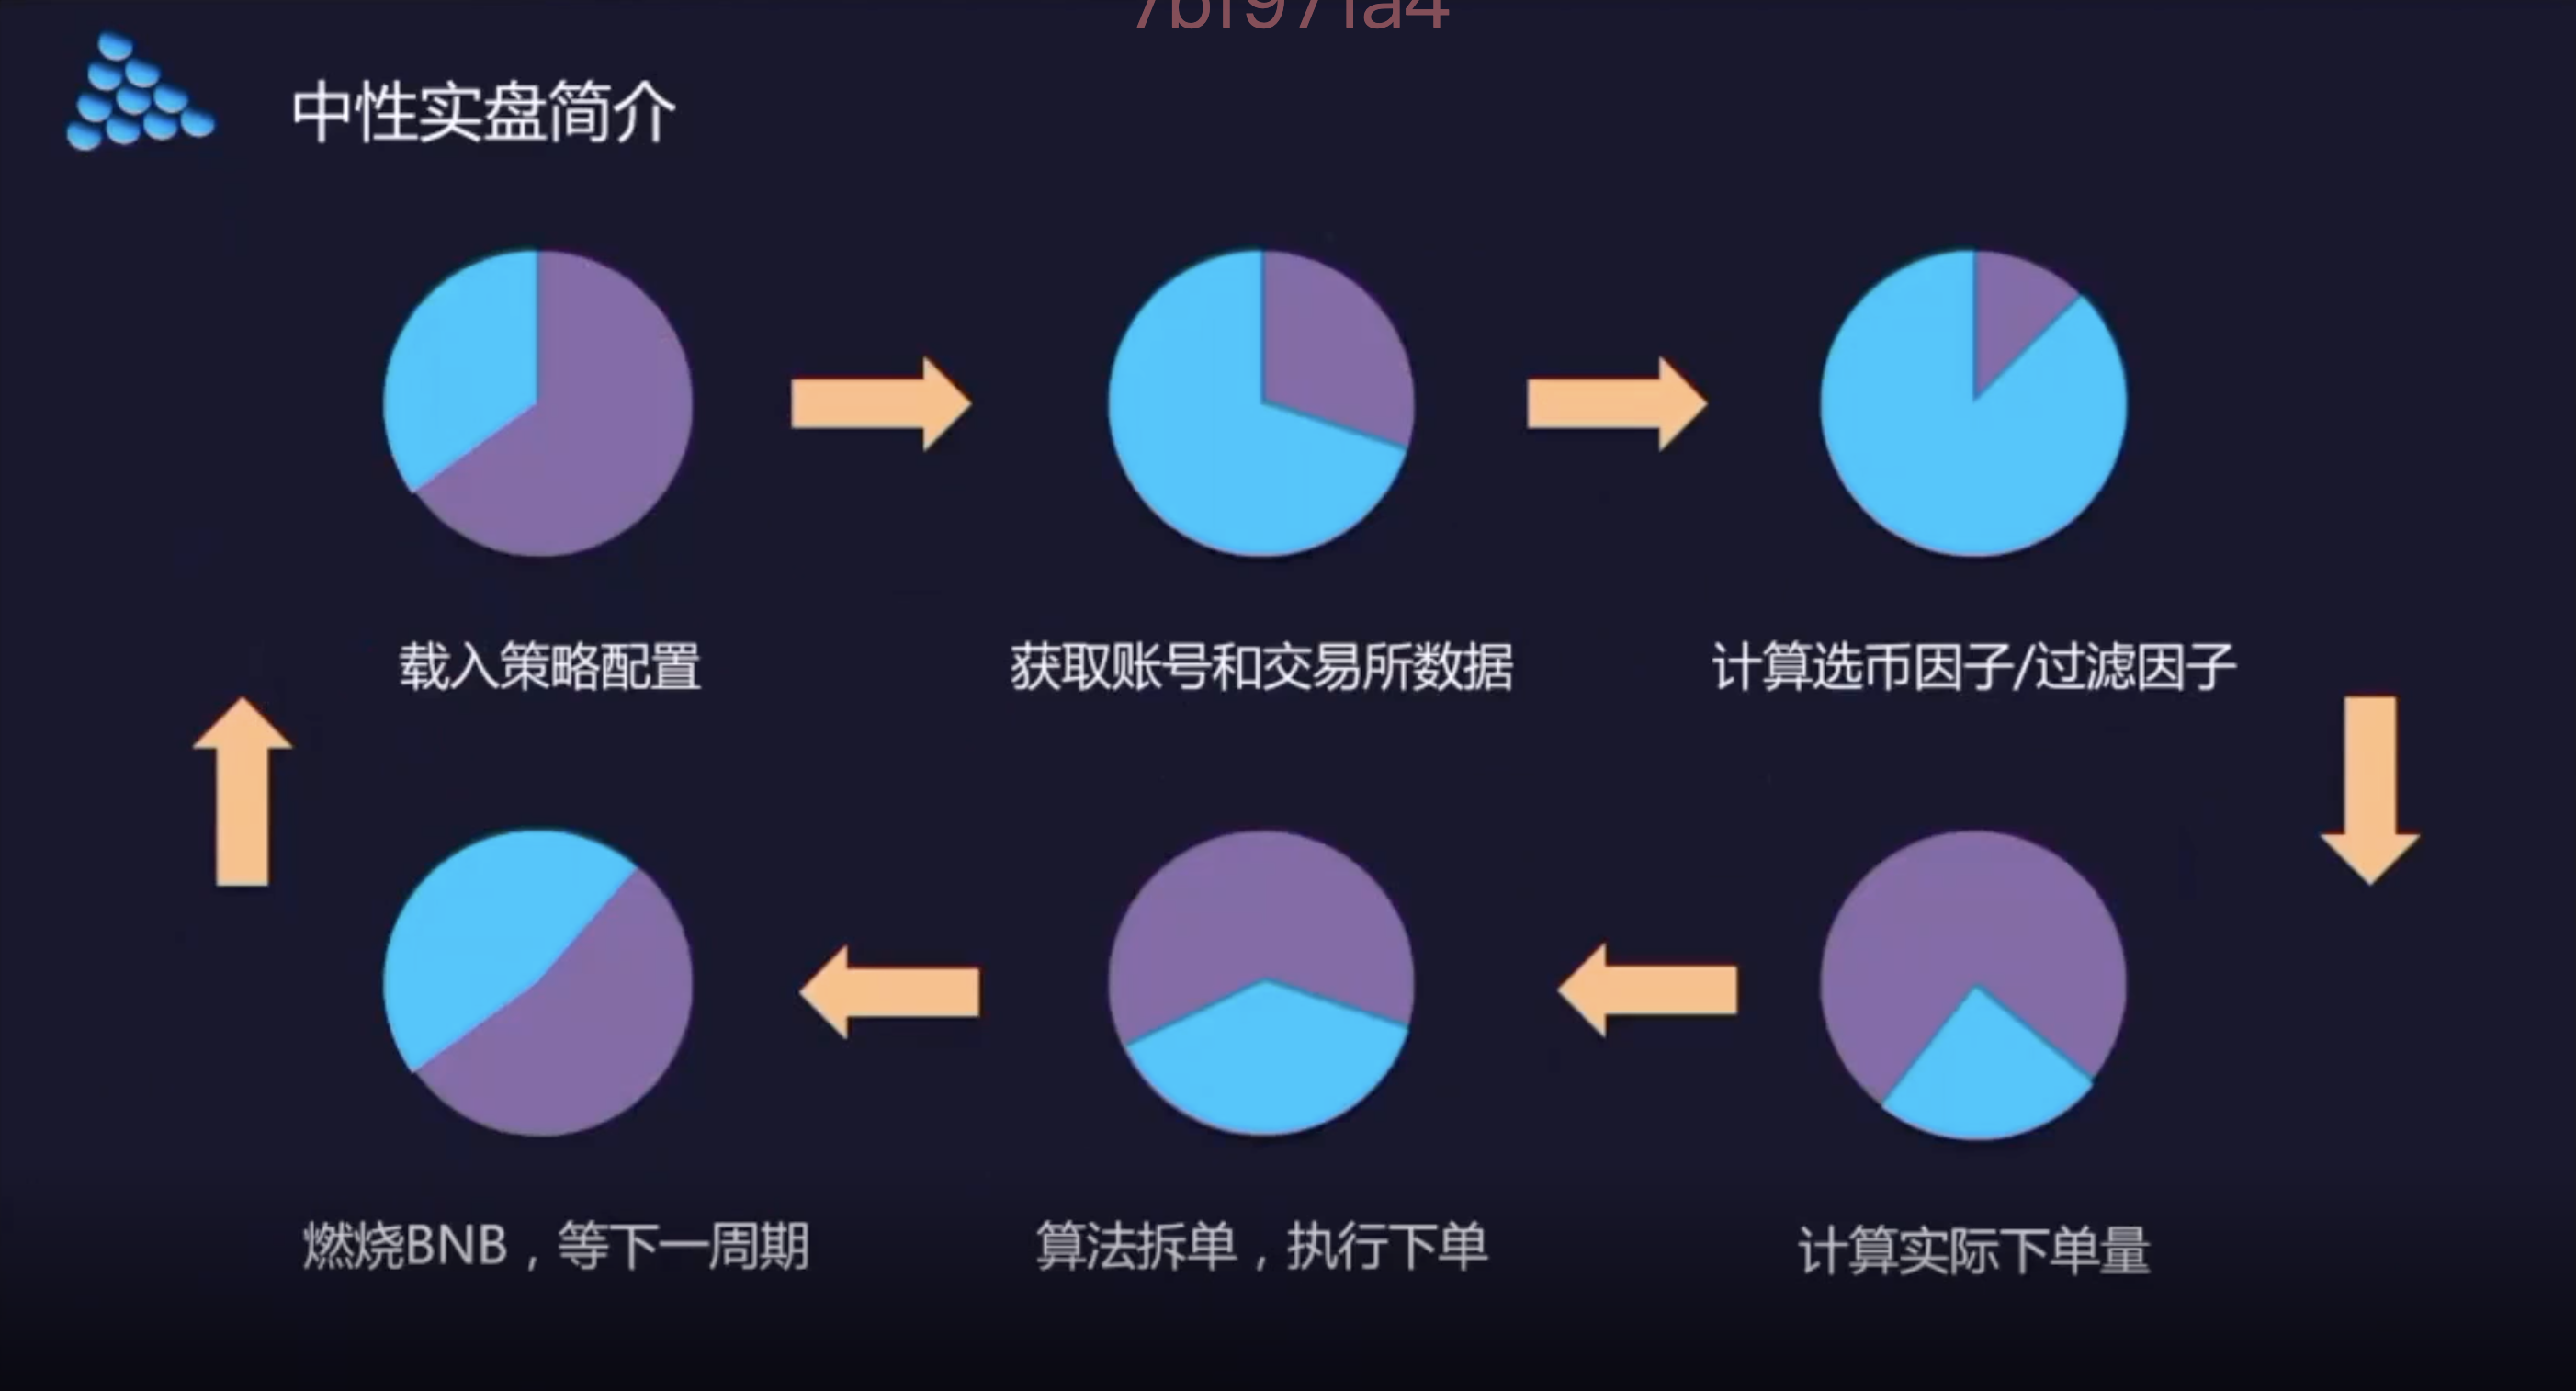 中性实盘简介
载入策略配置
获取账号和交易所数据
计算选币因子/过滤因子
计算实际下单量
算法拆单，执行下单
燃烧BNB，等下一周期